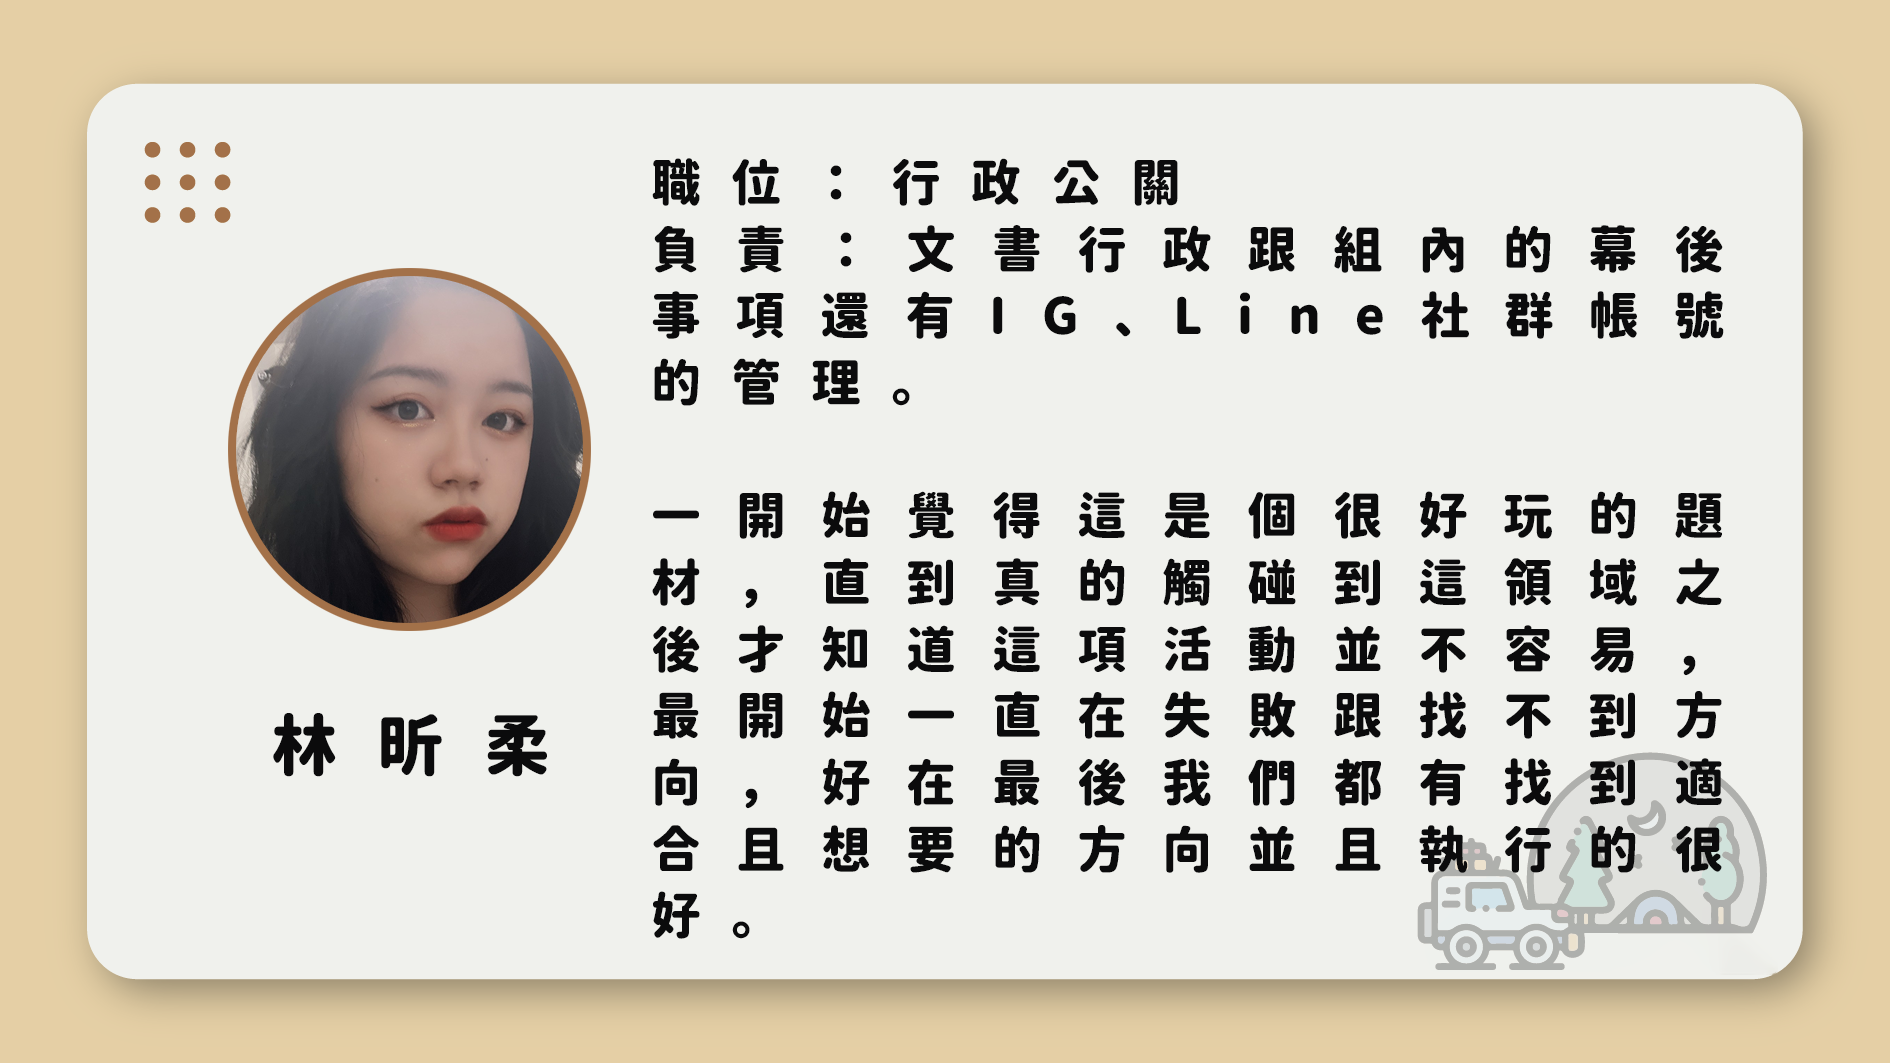 職位：行政公關
負責：文書行政跟組內的幕後
事項還有IG、Line社群帳號
的管理。
一開始覺得這是個很好玩的題
材，直到真的觸碰到這領域之
後才知道這項活動並不容易，
最開始一直在失敗跟找不到方
向，好在最後我們都有找到適
合且想要的方向並且執行的很
好。
林昕柔